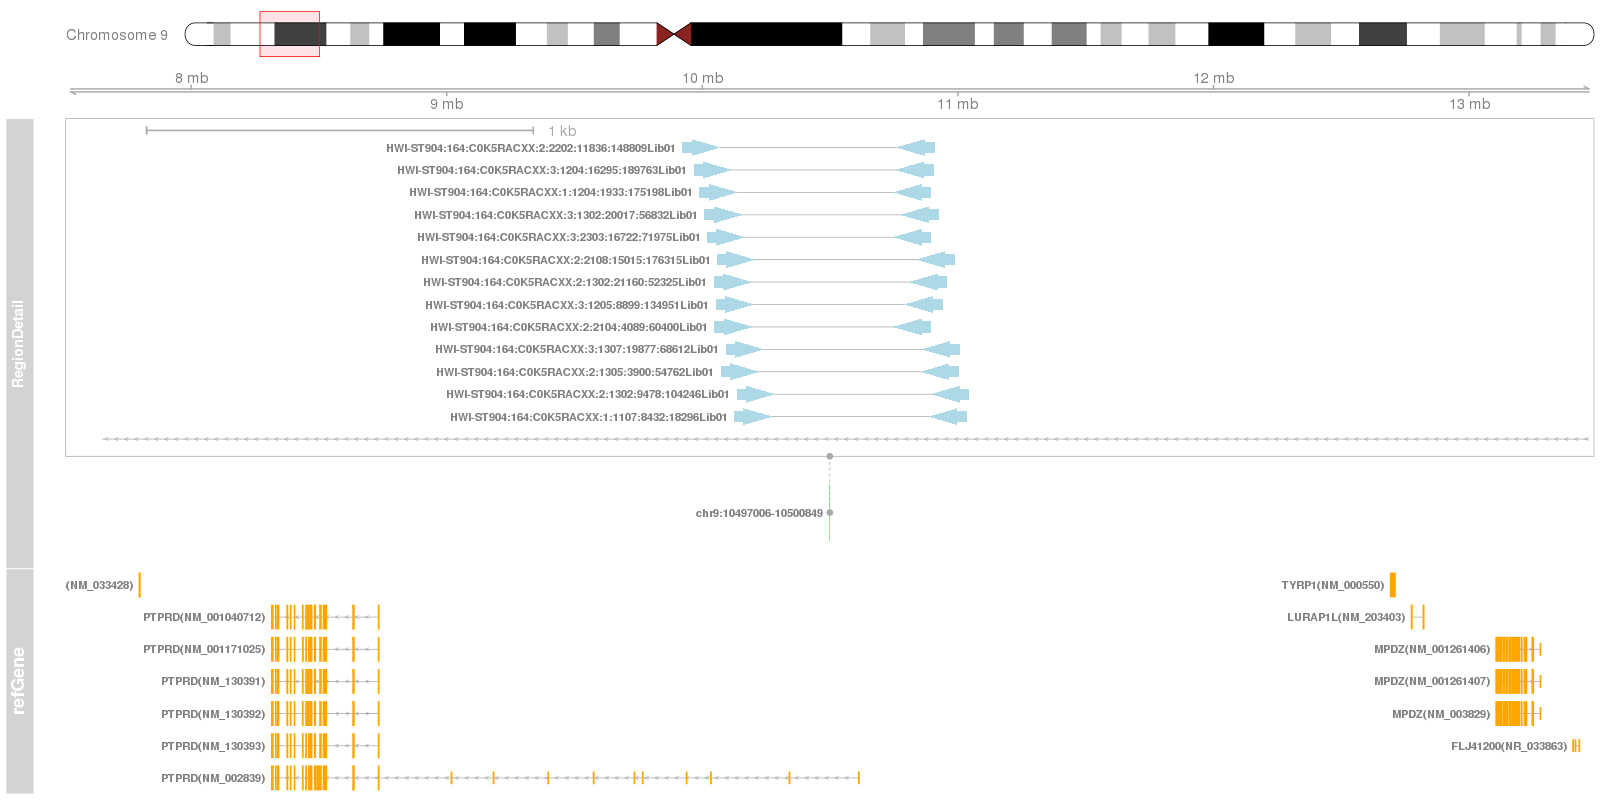 Chromosome 9
8 mb
10 mb
12 mb
9 mb
11 mb
13 mb
RegionDetail
1 kb
HWI-ST904:164:C0K5RACXX:2:2202:11836:148809Lib01
HWI-ST904:164:C0K5RACXX:3:1204:16295:189763Lib01
HWI-ST904:164:C0K5RACXX:1:1204:1933:175198Lib01
HWI-ST904:164:C0K5RACXX:3:1302:20017:56832Lib01
HWI-ST904:164:C0K5RACXX:3:2303:16722:71975Lib01
HWI-ST904:164:C0K5RACXX:2:2108:15015:176315Lib01
HWI-ST904:164:C0K5RACXX:2:1302:21160:52325Lib01
HWI-ST904:164:C0K5RACXX:3:1205:8899:134951Lib01
HWI-ST904:164:C0K5RACXX:2:2104:4089:60400Lib01
HWI-ST904:164:C0K5RACXX:3:1307:19877:68612Lib01
HWI-ST904:164:C0K5RACXX:2:1305:3900:54762Lib01
HWI-ST904:164:C0K5RACXX:2:1302:9478:104246Lib01
HWI-ST904:164:C0K5RACXX:1:1107:8432:18296Lib01
chr9:10497006-10500849
refGene
(NM_033428)
TYRP1(NM_000550)
PTPRD(NM_001040712)
LURAP1L(NM_203403)
PTPRD(NM_001171025)
MPDZ(NM_001261406)
PTPRD(NM_130391)
MPDZ(NM_001261407)
PTPRD(NM_130392)
MPDZ(NM_003829)
PTPRD(NM_130393)
FLJ41200(NR_033863)
PTPRD(NM_002839)